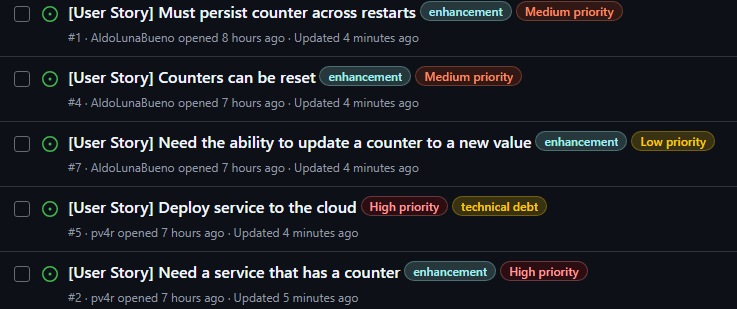 [User Story] Must persist counter across restarts enhancement Medium priority
#1 · AldoLunaBueno opened 8 hours ago · Updated 4 minutes ago
[User Story] Counters can be reset enhancement Medium priority
#4 · AldoLunaBueno opened 7 hours ago · Updated 4 minutes ago
[User Story] Need the ability to update a counter to a new value enhancement Low priority
#7 · AldoLunaBueno opened 7 hours ago · Updated 4 minutes ago
[User Story] Deploy service to the cloud High priority technical debt
#5 · pv4r opened 7 hours ago · Updated 4 minutes ago
[User Story] Need a service that has a counter enhancement High priority
#2 · pv4r opened 7 hours ago · Updated 5 minutes ago